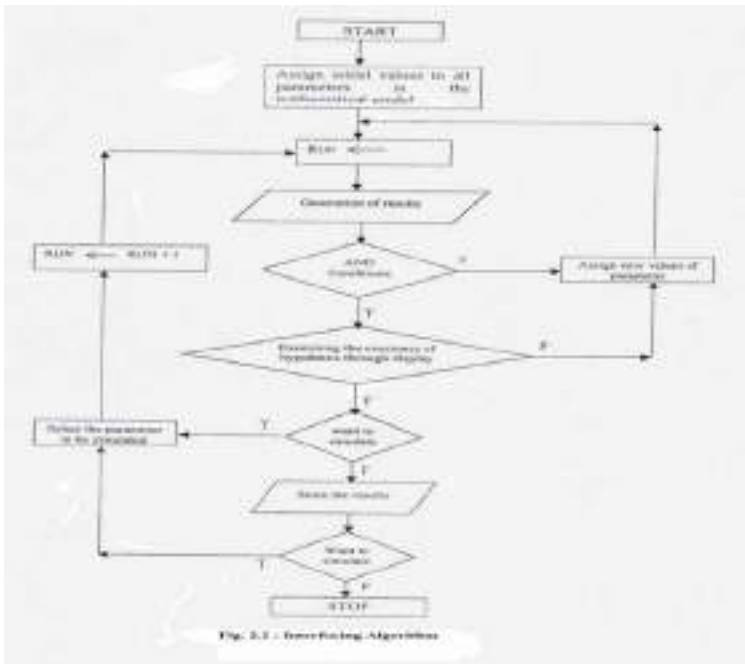 START
Assign initial values to all
parameters in the
mathematical model
RUN
Generation of results
RUN RUN + 1
AND
Conditions
Assign new values of
parameter
T
Examining the existence of
hypothesis through display
F
Select the parameter
to be simulated
T
Want to
simulate
F
Store the results
Want to
simulate
T
F
STOP
Fig. 2.1 : Interfacing Algorithm